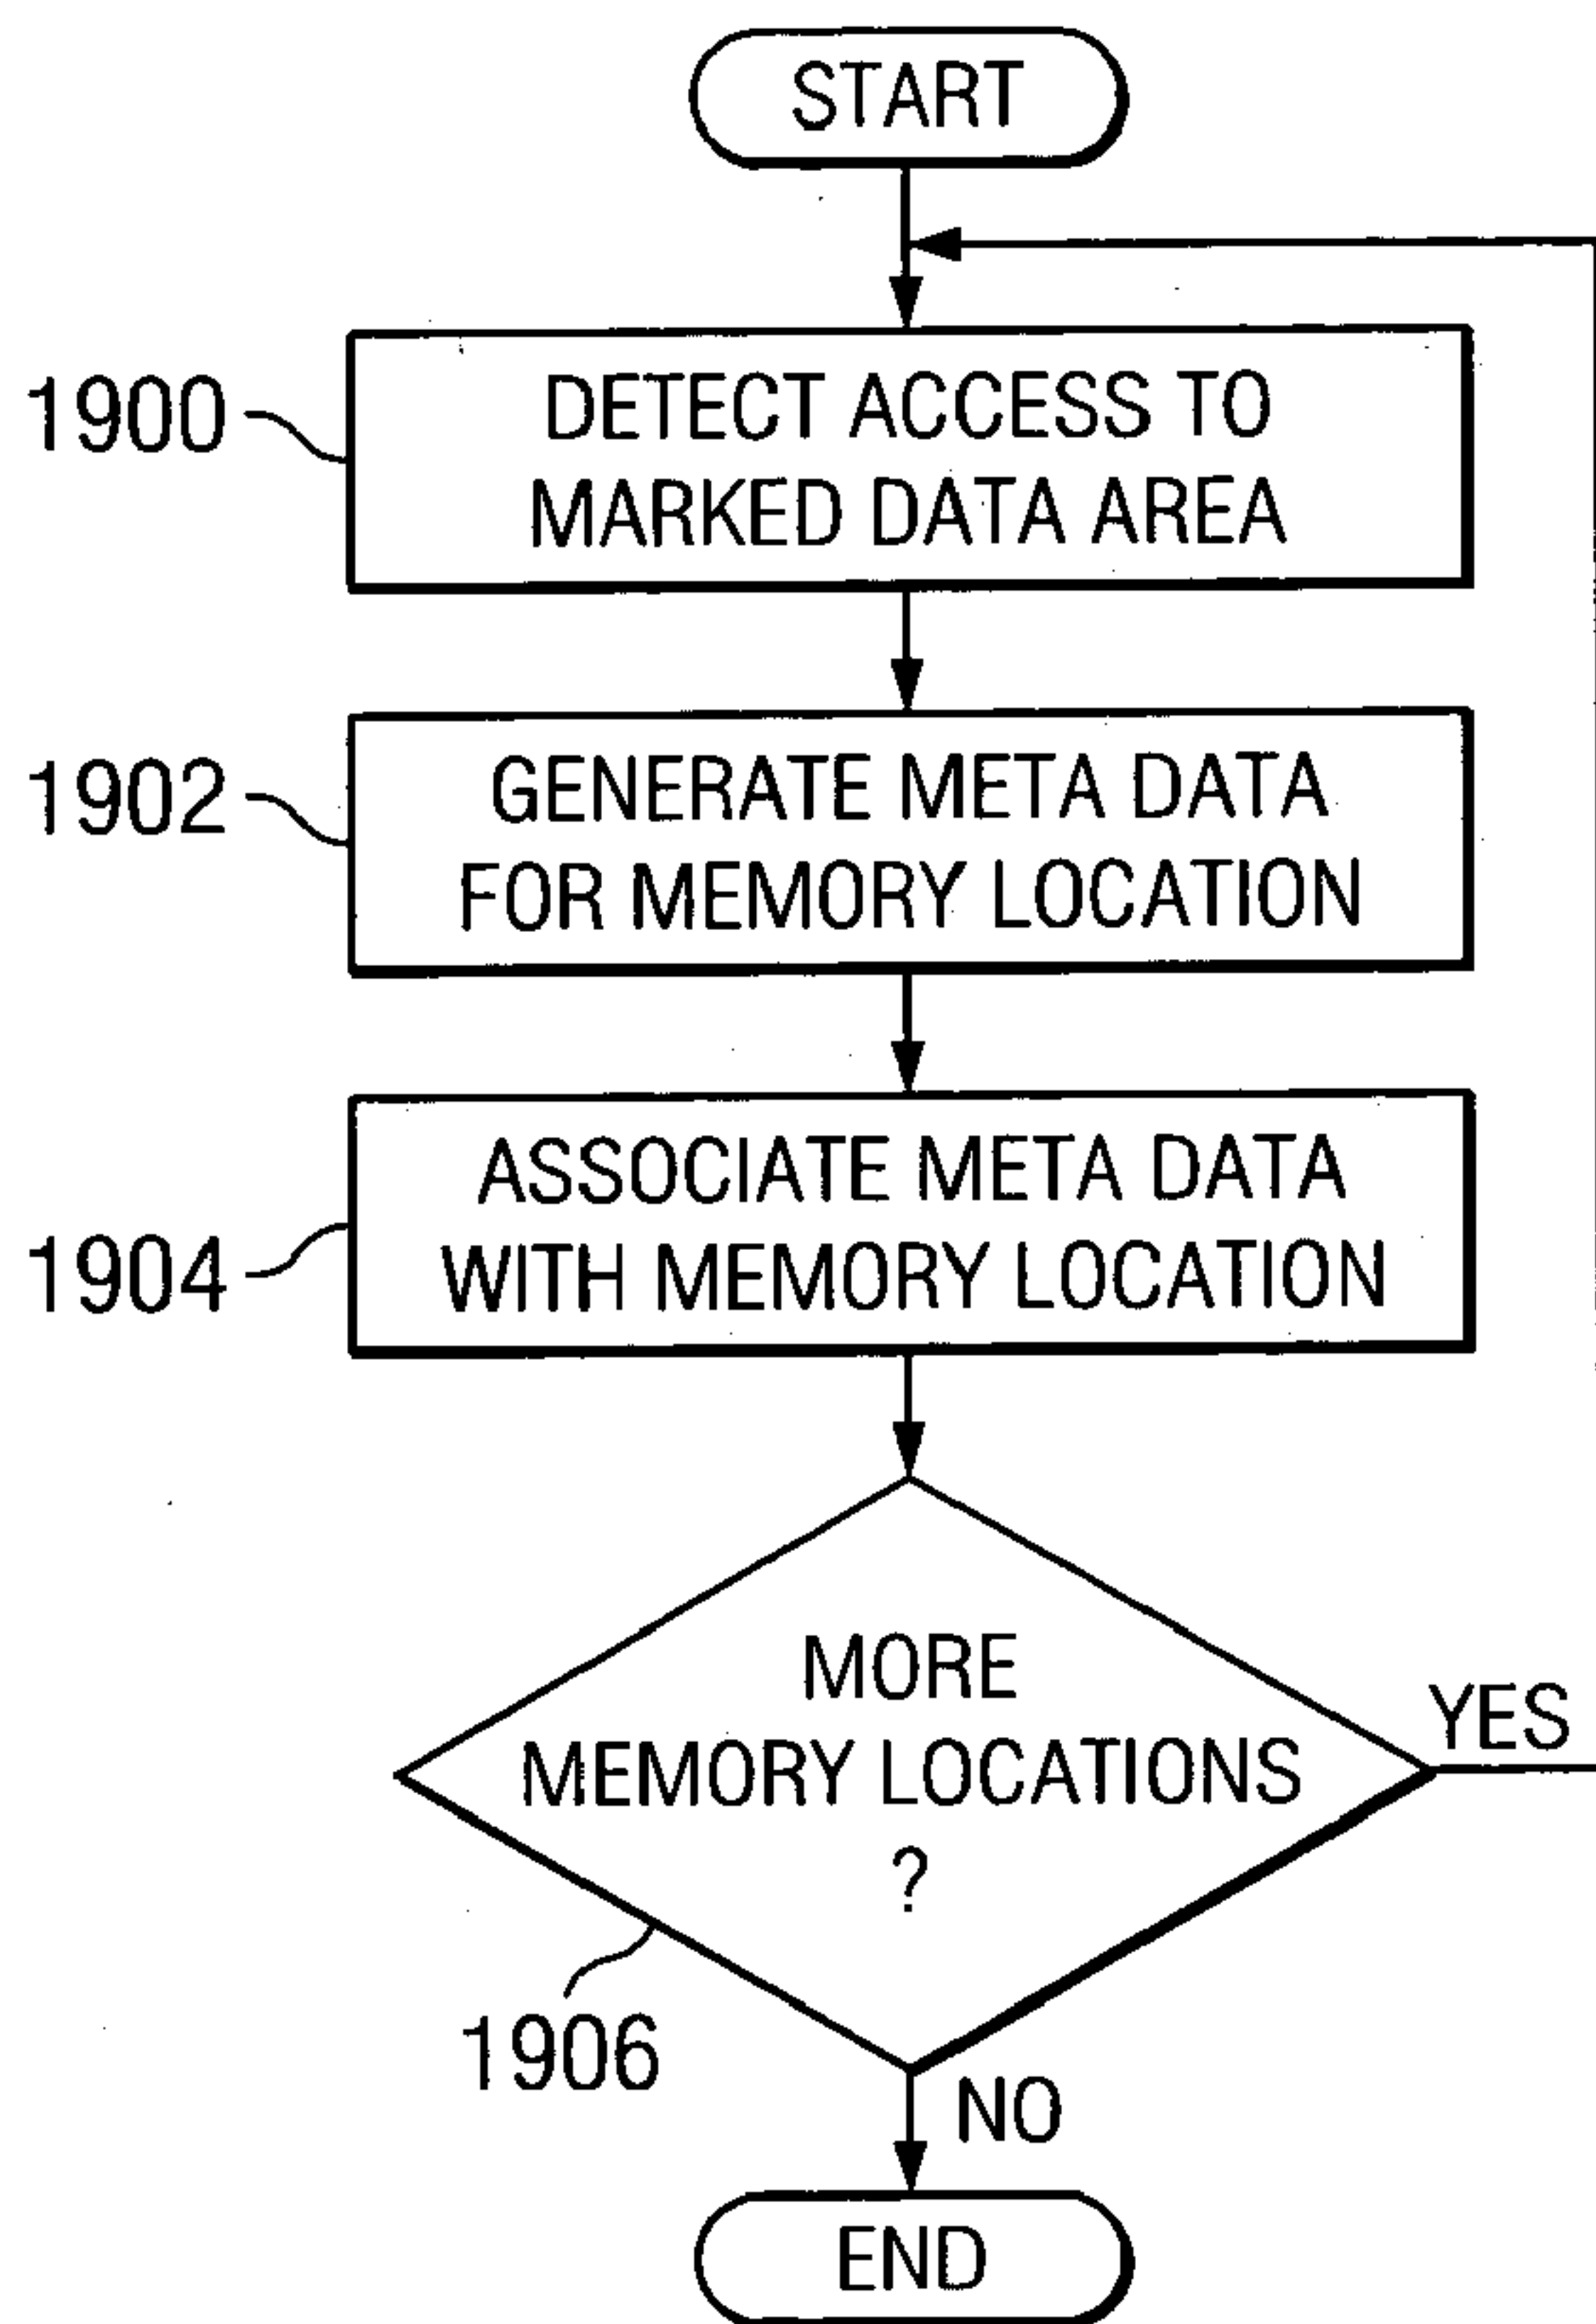 START
1900
DETECT ACCESS TO
MARKED DATA AREA
1902
GENERATE META DATA
FOR MEMORY LOCATION
1904
ASSOCIATE META DATA
WITH MEMORY LOCATION
MORE
MEMORY LOCATIONS
?
YES
1906
NO
END